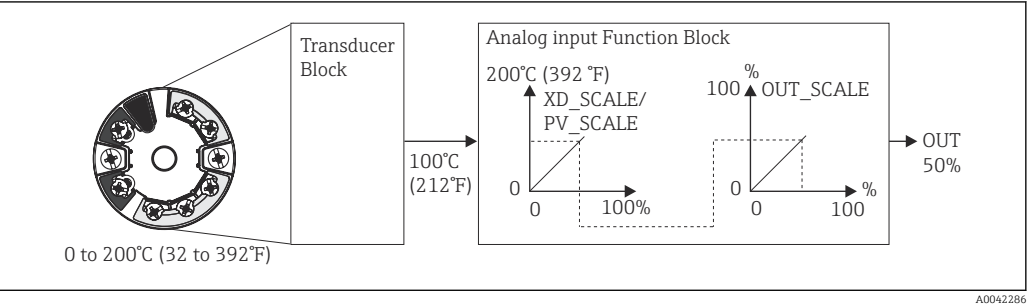 Transducer
Block
Analog input Function Block
200°C (392 °F)
XD_SCALE/
PV_SCALE
0
0
100%
%
100
OUT_SCALE
0
%
0
100
100°C
(212°F)
OUT
50%
0 to 200°C (32 to 392°F)
A0042286